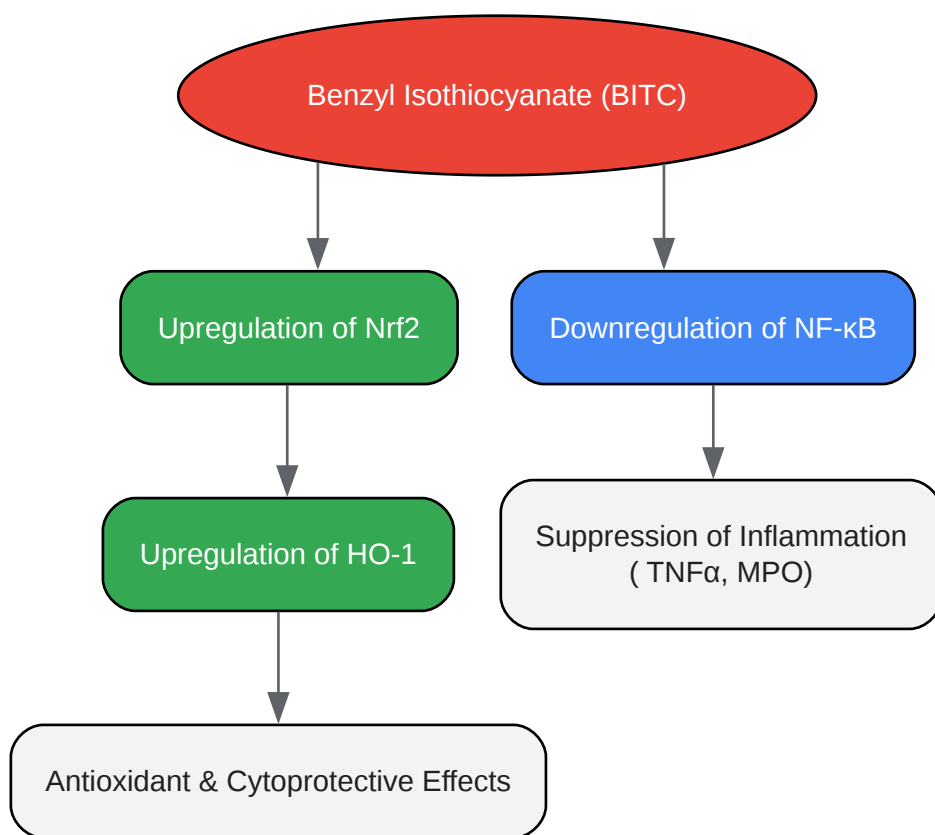 Benzyl Isothiocyanate (BITC)
Upregulation of Nrf2
Downregulation of NF-κB
Upregulation of HO-1
Suppression of Inflammation
( TNFα, MPO)
Antioxidant & Cytoprotective Effects